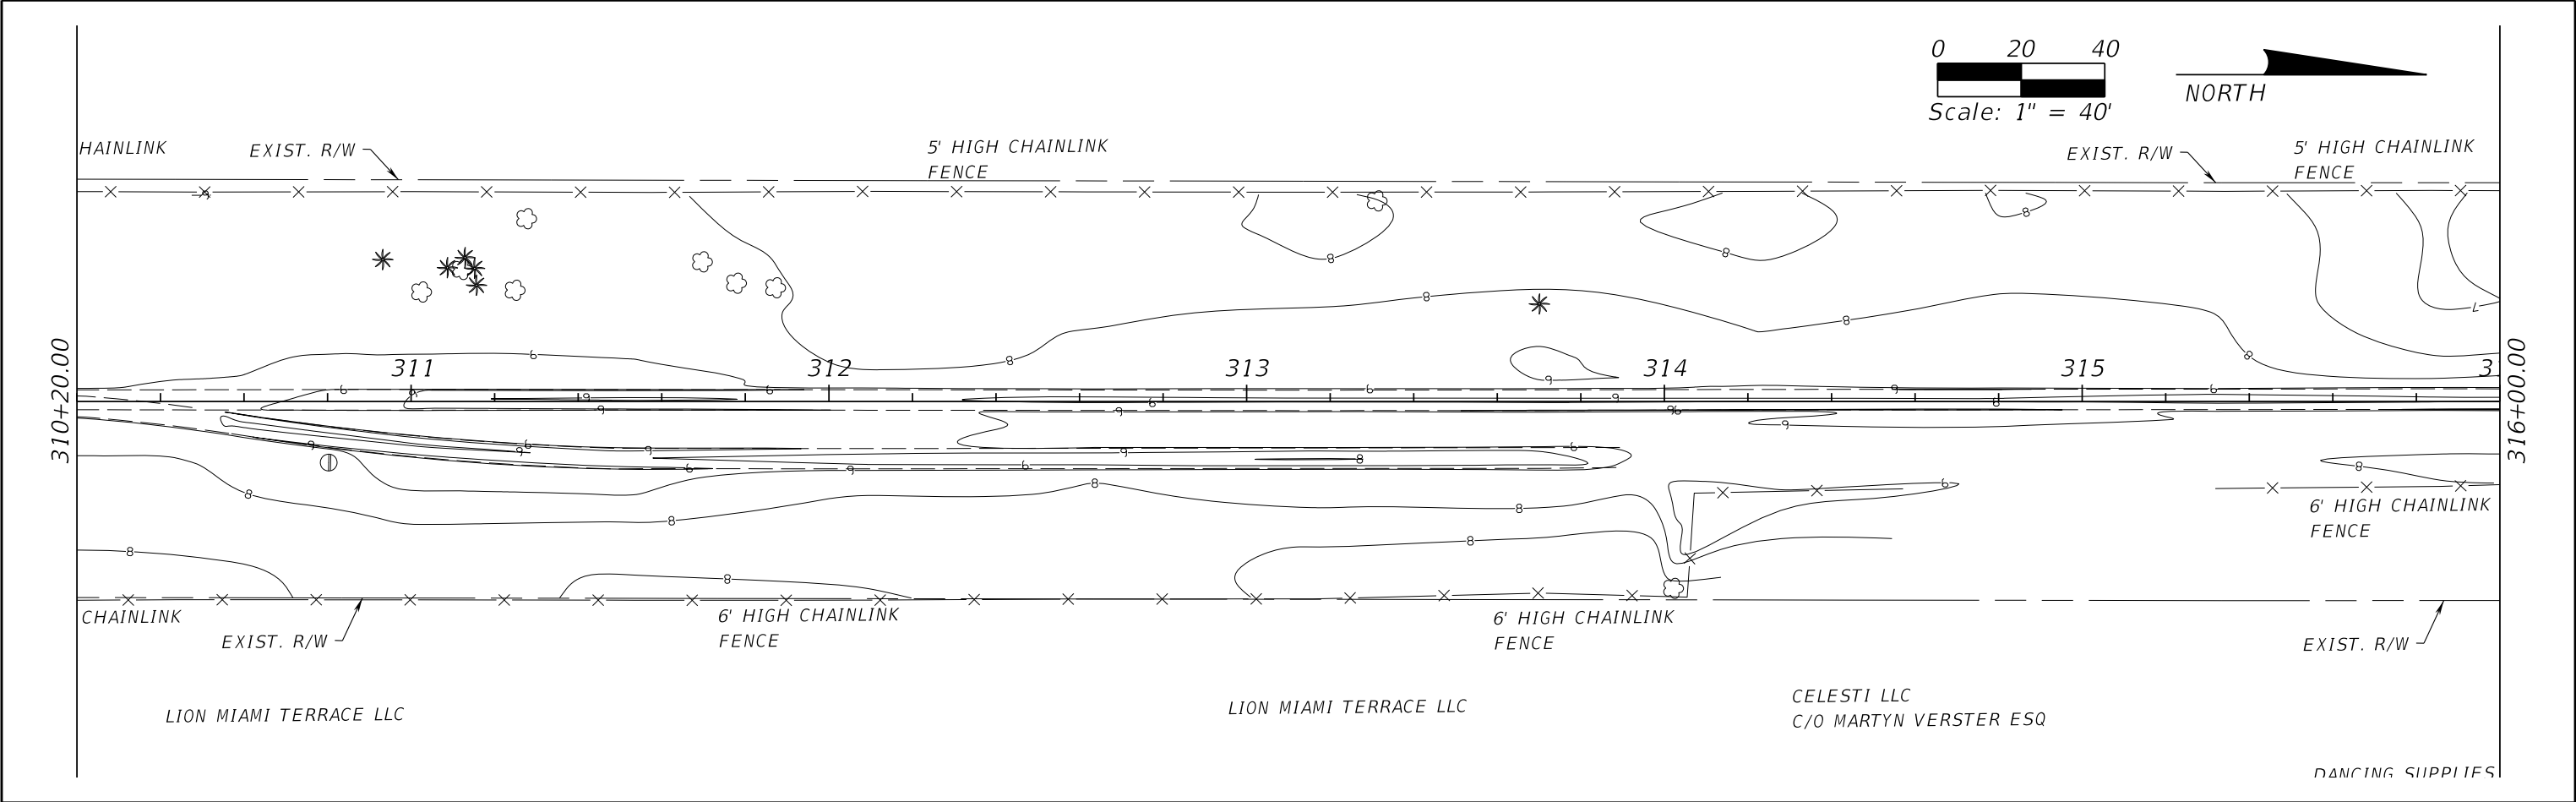 0 20 40
Scale: 1" = 40'
NORTH
HAINLINK
EXIST. R/W
5' HIGH CHAINLINK
FENCE
EXIST. R/W
5' HIGH CHAINLINK
FENCE
310+20.00
311
312
313
314
315
3
316+00.00
6' HIGH CHAINLINK
FENCE
CHAINLINK
EXIST. R/W
6' HIGH CHAINLINK
FENCE
6' HIGH CHAINLINK
FENCE
EXIST. R/W
LION MIAMI TERRACE LLC
LION MIAMI TERRACE LLC
CELESTI LLC
C/O MARTYN VERSTER ESQ
DANCING SUPPLIES